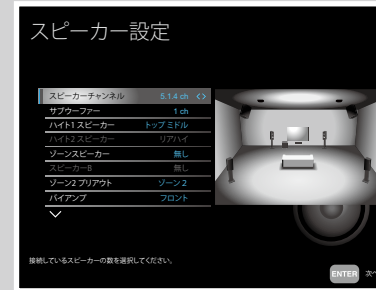 スピーカー設定
スピーカーチャンネル 5.1.4 ch <>
サブウーファー 1 ch
ハイト1 スピーカー トップ ミドル
ハイト2 スピーカー リアハイ
ゾーンスピーカー 無し
スピーカーB 無し
ゾーン2 プリアウト ゾーン 2
バイアンプ フロント
接続しているスピーカーの数を選択してください。
ENTER 次へ